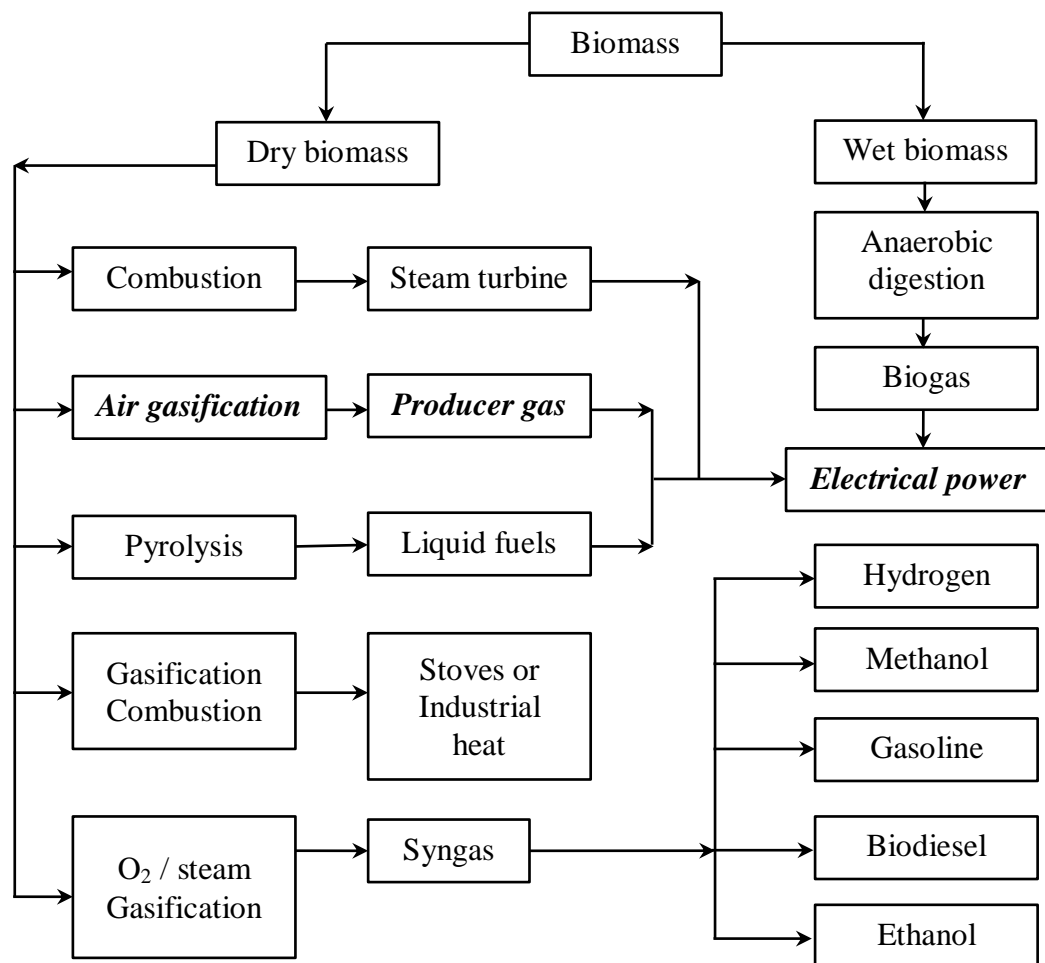 Biomass
Dry biomass
Wet biomass
Anaerobic
digestion
Biogas
Combustion
Steam turbine
Air gasification
Producer gas
Electrical power
Pyrolysis
Liquid fuels
Gasification
Combustion
Stoves or
Industrial
heat
O₂ / steam
Gasification
Syngas
Hydrogen
Methanol
Gasoline
Biodiesel
Ethanol